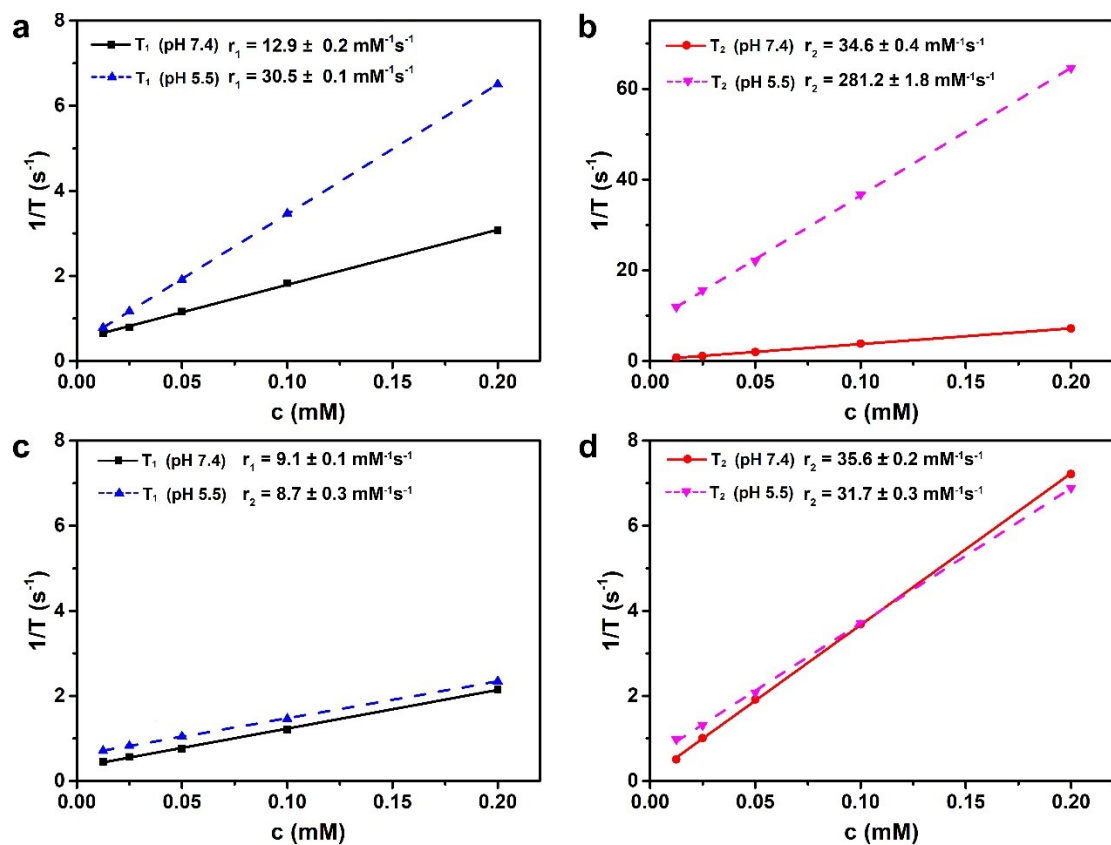 a
T₁ (pH 7.4) r₁ = 12.9 ± 0.2 mM⁻¹s⁻¹
T₁ (pH 5.5) r₁ = 30.5 ± 0.1 mM⁻¹s⁻¹
8
6
4
2
0
1/T (s⁻¹)
0.00 0.05 0.10 0.15 0.20
c (mM)
b
T₂ (pH 7.4) r₂ = 34.6 ± 0.4 mM⁻¹s⁻¹
T₂ (pH 5.5) r₂ = 281.2 ± 1.8 mM⁻¹s⁻¹
60
40
20
0
1/T (s⁻¹)
0.00 0.05 0.10 0.15 0.20
c (mM)
c
T₁ (pH 7.4) r₁ = 9.1 ± 0.1 mM⁻¹s⁻¹
T₁ (pH 5.5) r₂ = 8.7 ± 0.3 mM⁻¹s⁻¹
8
6
4
2
0
1/T (s⁻¹)
0.00 0.05 0.10 0.15 0.20
c (mM)
d
T₂ (pH 7.4) r₂ = 35.6 ± 0.2 mM⁻¹s⁻¹
T₂ (pH 5.5) r₂ = 31.7 ± 0.3 mM⁻¹s⁻¹
8
6
4
2
0
1/T (s⁻¹)
0.00 0.05 0.10 0.15 0.20
c (mM)